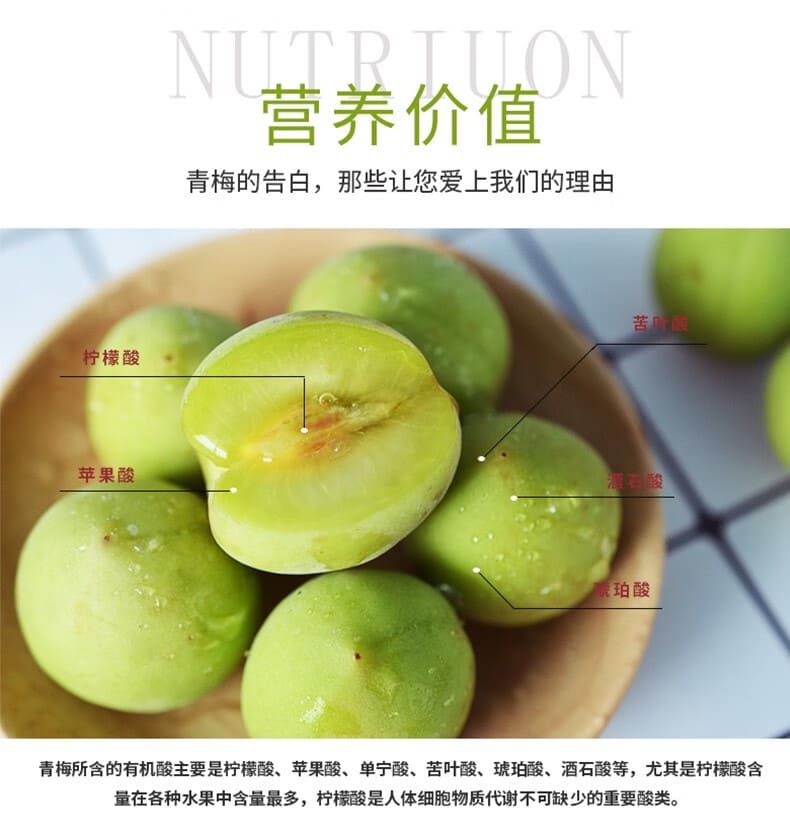 NUTRIUON
营养价值
青梅的告白，那些让您爱上我们的理由
苦叶酸
柠檬酸
苹果酸
酒石酸
琥珀酸
青梅所含的有机酸主要是柠檬酸、苹果酸、单宁酸、苦叶酸、琥珀酸、酒石酸等，尤其是柠檬酸含
量在各种水果中含量最多，柠檬酸是人体细胞物质代谢不可缺少的重要酸类。